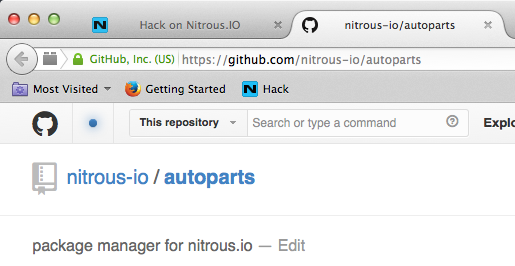 Hack on Nitrous.IO
nitrous-io/autoparts
GitHub, Inc. (US)
https://github.com/nitrous-io/autoparts
Most Visited
Getting Started
Hack
This repository
Search or type a command
Explo
nitrous-io / autoparts
package manager for nitrous.io — Edit